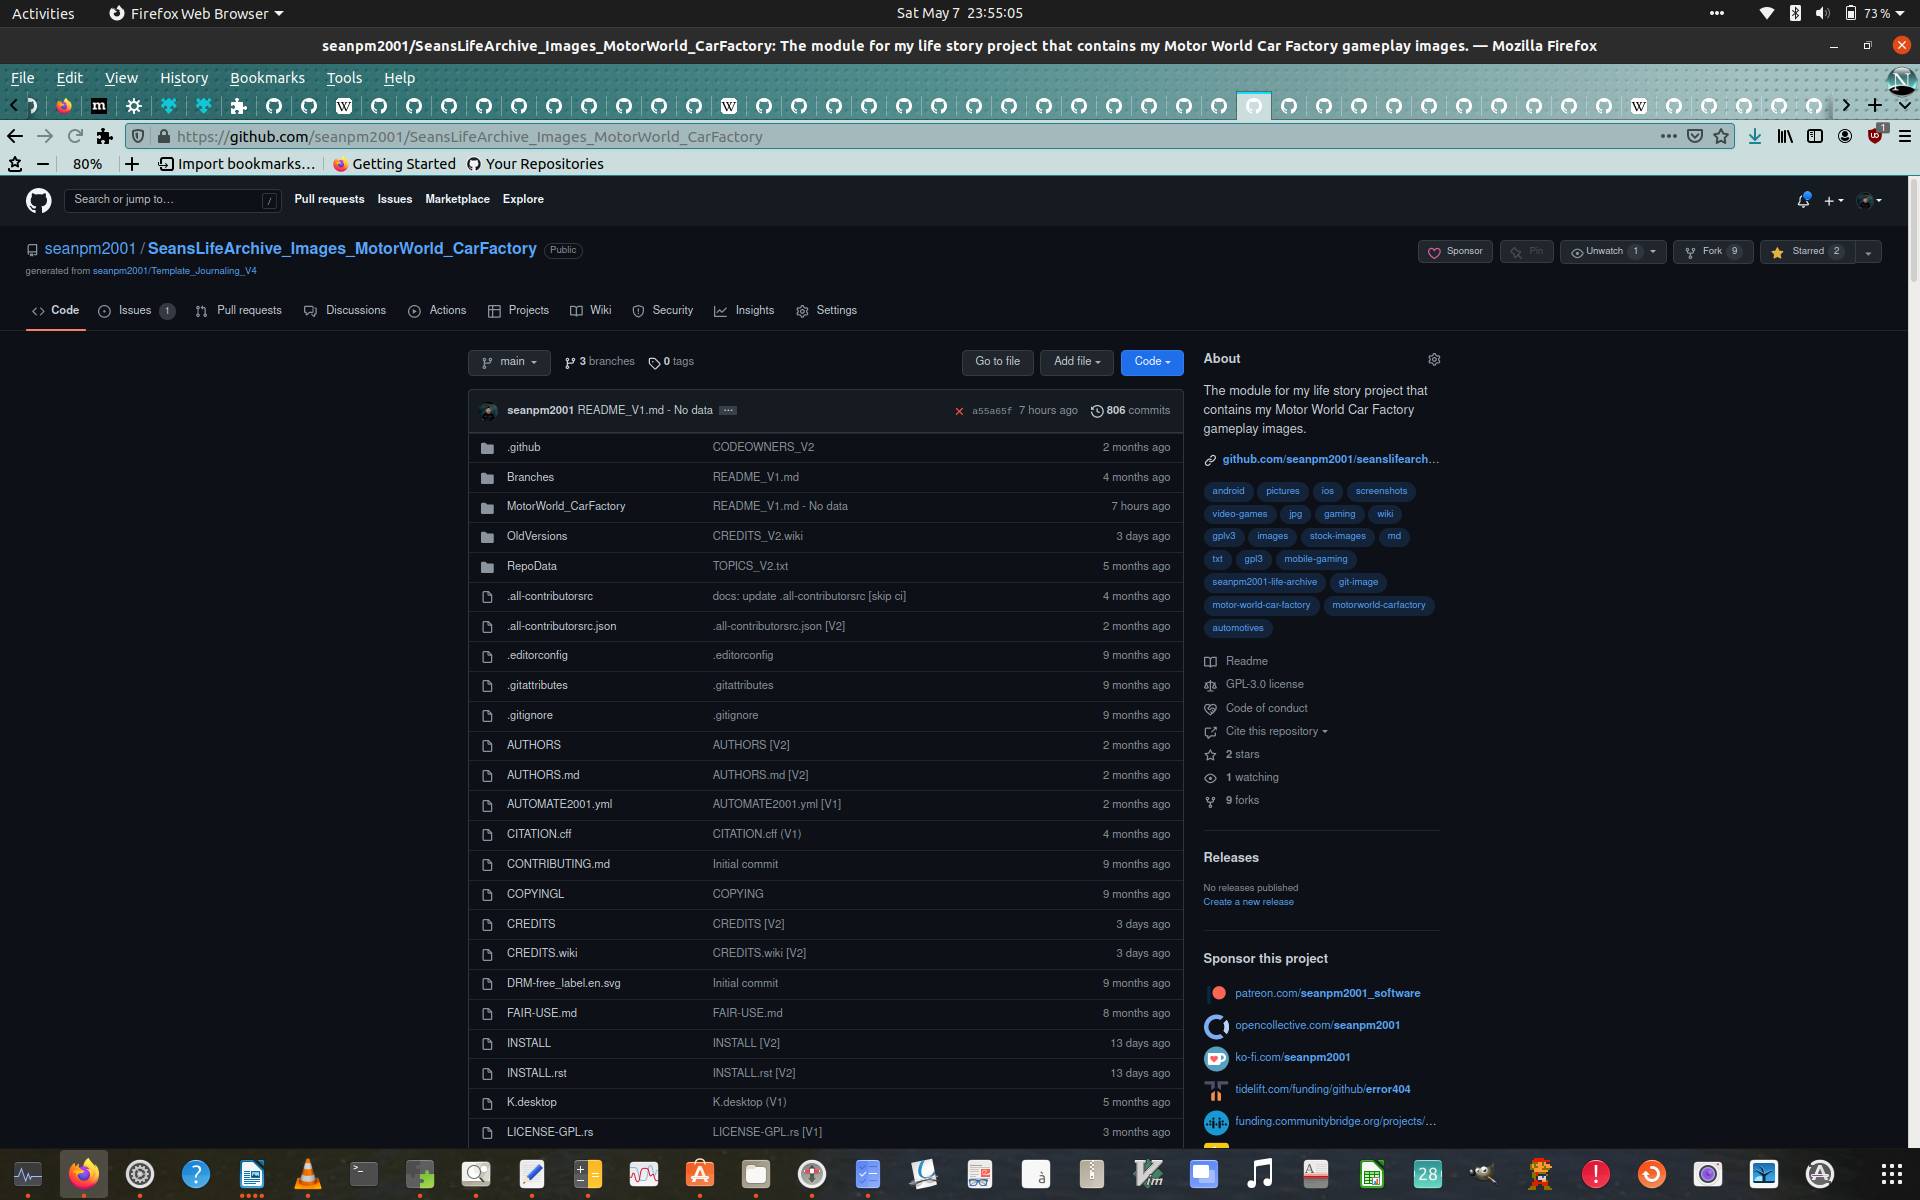 Activities
Firefox Web Browser
Sat May 7 23:55:05
73 %
seanpm2001/SeansLifeArchive_Images_MotorWorld_CarFactory: The module for my life story project that contains my Motor World Car Factory gameplay images. — Mozilla Firefox
File Edit View History Bookmarks Tools Help
https://github.com/seanpm2001/SeansLifeArchive_Images_MotorWorld_CarFactory
1
80%
Import bookmarks…
Getting Started
Your Repositories
Search or jump to…
/
Pull requests Issues Marketplace Explore
seanpm2001 / SeansLifeArchive_Images_MotorWorld_CarFactory Public
generated from seanpm2001/Template_Journaling_V4
Sponsor
Pin
Unwatch 1
Fork 9
Starred 2
Code
Issues 1
Pull requests
Discussions
Actions
Projects
Wiki
Security
Insights
Settings
main
3 branches
0 tags
Go to file
Add file
Code
seanpm2001 README_V1.md - No data ···
a55a65f 7 hours ago 806 commits
.github CODEOWNERS_V2 2 months ago
Branches README_V1.md 4 months ago
MotorWorld_CarFactory README_V1.md - No data 7 hours ago
OldVersions CREDITS_V2.wiki 3 days ago
RepoData TOPICS_V2.txt 5 months ago
.all-contributorsrc docs: update .all-contributorsrc [skip ci] 4 months ago
.all-contributorsrc.json .all-contributorsrc.json [V2] 2 months ago
.editorconfig .editorconfig 9 months ago
.gitattributes .gitattributes 9 months ago
.gitignore .gitignore 9 months ago
AUTHORS AUTHORS [V2] 2 months ago
AUTHORS.md AUTHORS.md [V2] 2 months ago
AUTOMATE2001.yml AUTOMATE2001.yml [V1] 2 months ago
CITATION.cff CITATION.cff (V1) 4 months ago
CONTRIBUTING.md Initial commit 9 months ago
COPYINGL COPYING 9 months ago
CREDITS CREDITS [V2] 3 days ago
CREDITS.wiki CREDITS.wiki [V2] 3 days ago
DRM-free_label.en.svg Initial commit 9 months ago
FAIR-USE.md FAIR-USE.md 8 months ago
INSTALL INSTALL [V2] 13 days ago
INSTALL.rst INSTALL.rst [V2] 13 days ago
K.desktop K.desktop (V1) 5 months ago
LICENSE-GPL.rs LICENSE-GPL.rs [V1] 3 months ago
About
The module for my life story project that
contains my Motor World Car Factory
gameplay images.
github.com/seanpm2001/seanslifearch…
android pictures ios screenshots
video-games jpg gaming wiki
gplv3 images stock-images md
txt gpl3 mobile-gaming
seanpm2001-life-archive git-image
motor-world-car-factory motorworld-carfactory
automotives
Readme
GPL-3.0 license
Code of conduct
Cite this repository
2 stars
1 watching
9 forks
Releases
No releases published
Create a new release
Sponsor this project
patreon.com/seanpm2001_software
opencollective.com/seanpm2001
ko-fi.com/seanpm2001
tidelift.com/funding/github/error404
funding.communitybridge.org/projects/…
28